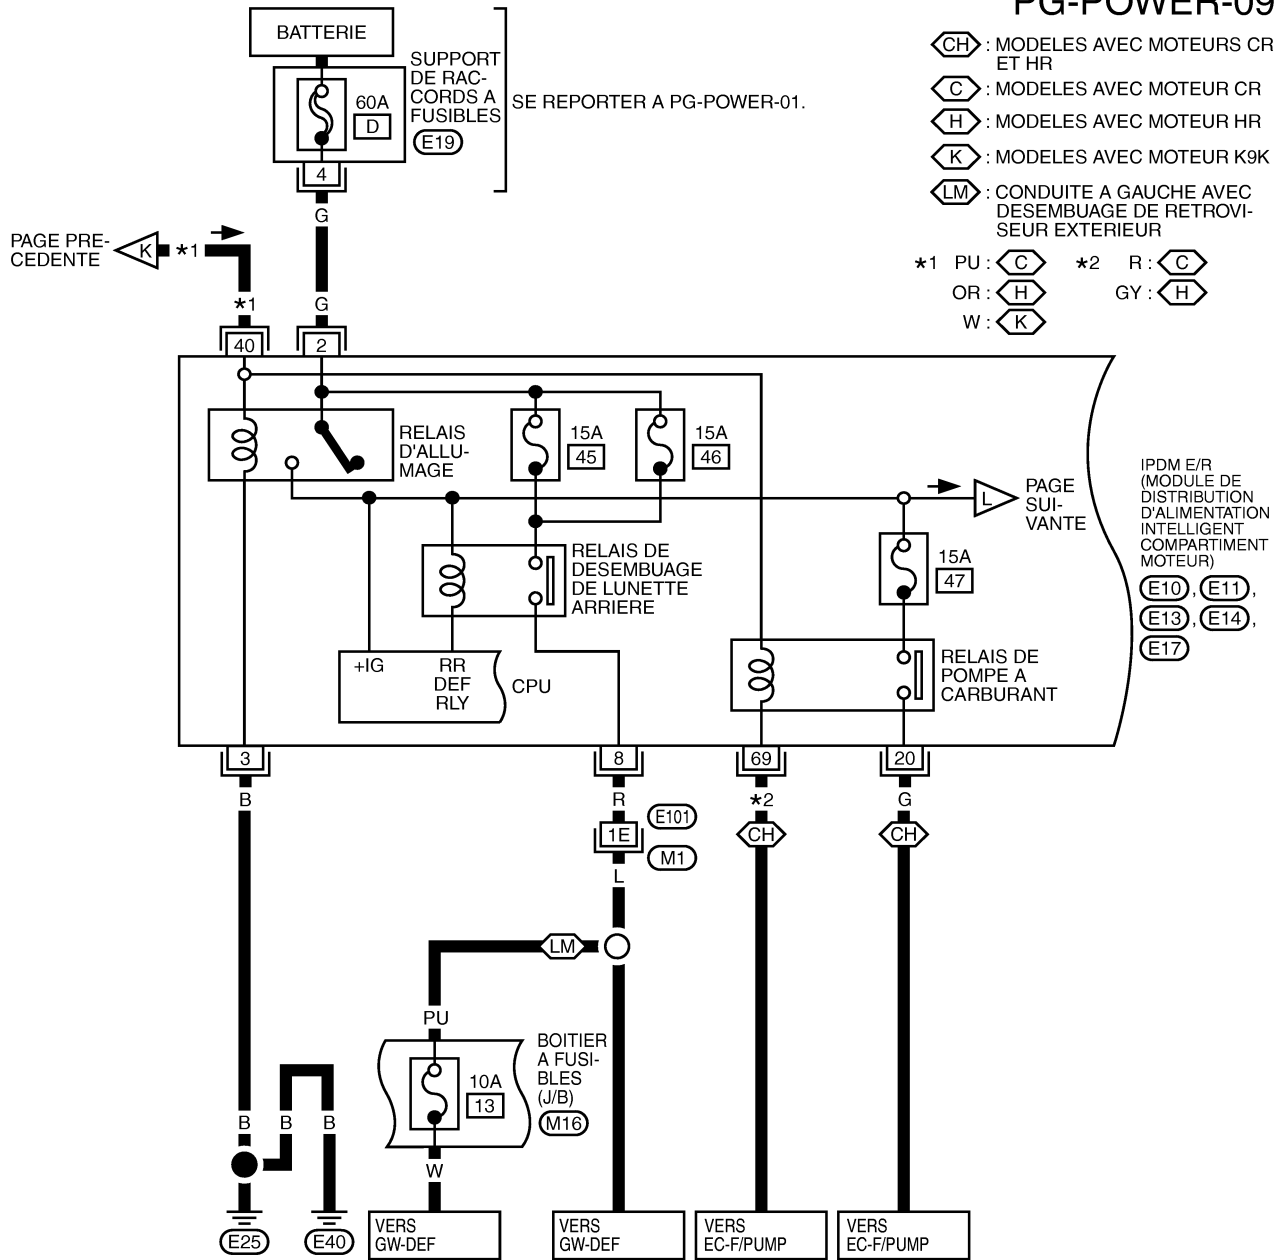 PG-POWER-09
BATTERIE
60A
D
SUPPORT
DE RAC-
CORDS A
FUSIBLES
E19
SE REPORTER A PG-POWER-01.
CH : MODELES AVEC MOTEURS CR
ET HR
C : MODELES AVEC MOTEUR CR
H : MODELES AVEC MOTEUR HR
K : MODELES AVEC MOTEUR K9K
LM : CONDUITE A GAUCHE AVEC
DESEMBUAGE DE RETROVI-
SEUR EXTERIEUR
*1 PU : C *2 R : C
OR : H GY : H
W : K
4
G
PAGE PRE-
CEDENTE
K *1
*1
G
40
2
RELAIS
D'ALLU-
MAGE
15A
45
15A
46
L
PAGE
SUI-
VANTE
IPDM E/R
(MODULE DE
DISTRIBUTION
D'ALIMENTATION
INTELLIGENT
COMPARTIMENT
MOTEUR)
E10 , E11 ,
E13 , E14 ,
E17
RELAIS DE
DESEMBUAGE
DE LUNETTE
ARRIERE
15A
47
+IG
RR
DEF
RLY
CPU
RELAIS DE
POMPE A
CARBURANT
3
8
69
20
B
R
*2
G
E101
1E
M1
CH
CH
L
LM
PU
BOITIER
A FUSI-
BLES
(J/B)
M16
10A
13
B
B
B
W
E25
E40
VERS
GW-DEF
VERS
GW-DEF
VERS
EC-F/PUMP
VERS
EC-F/PUMP